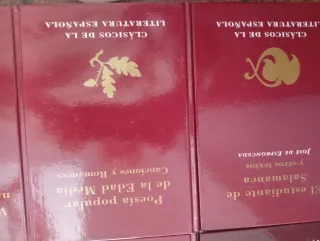 Poesía popular
de la Edad Media
Canciones y Romances
CLÁSICOS DE LA
LITERATURA ESPAÑOLA
El estudiante de
Salamanca
y otros textos
JOSÉ DE ESPRONCEDA
CLÁSICOS DE LA
LITERATURA ESPAÑOLA